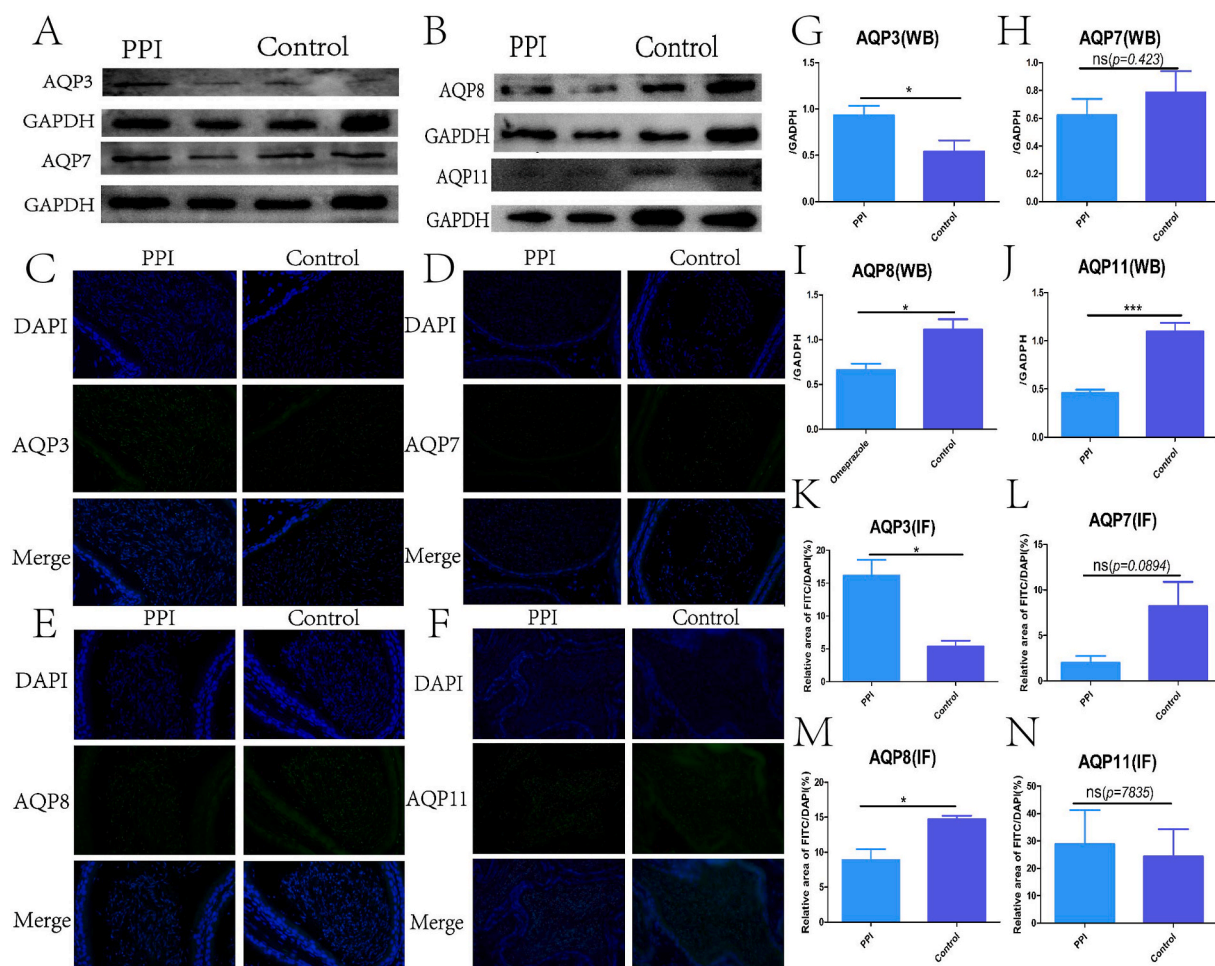 A
PPI Control
AQP3
GAPDH
AQP7
GAPDH
B
PPI Control
AQP8
GAPDH
AQP11
GAPDH
C
PPI Control
DAPI
AQP3
Merge
D
PPI Control
DAPI
AQP7
Merge
E
PPI Control
DAPI
AQP8
Merge
F
PPI Control
DAPI
AQP11
Merge
G
AQP3(WB)
*
/GADPH
1.5
1.0
0.5
0.0
PPI Control
H
AQP7(WB)
ns(p=0.423)
/GADPH
1.0
0.8
0.6
0.4
0.2
0.0
PPI Control
I
AQP8(WB)
*
/GADPH
1.5
1.0
0.5
0.0
Omeprazole Control
J
AQP11(WB)
***
/GADPH
1.5
1.0
0.5
0.0
PPI Control
K
AQP3(IF)
*
Relative area of FITC/DAPI(%)
20
15
10
5
0
PPI Control
L
AQP7(IF)
ns(p=0.0894)
Relative area of FITC/DAPI(%)
15
10
5
0
PPI Control
M
AQP8(IF)
*
Relative area of FITC/DAPI(%)
20
15
10
5
0
PPI Control
N
AQP11(IF)
ns(p=7835)
Relative area of FITC/DAPI(%)
50
40
30
20
10
0
PPI Control